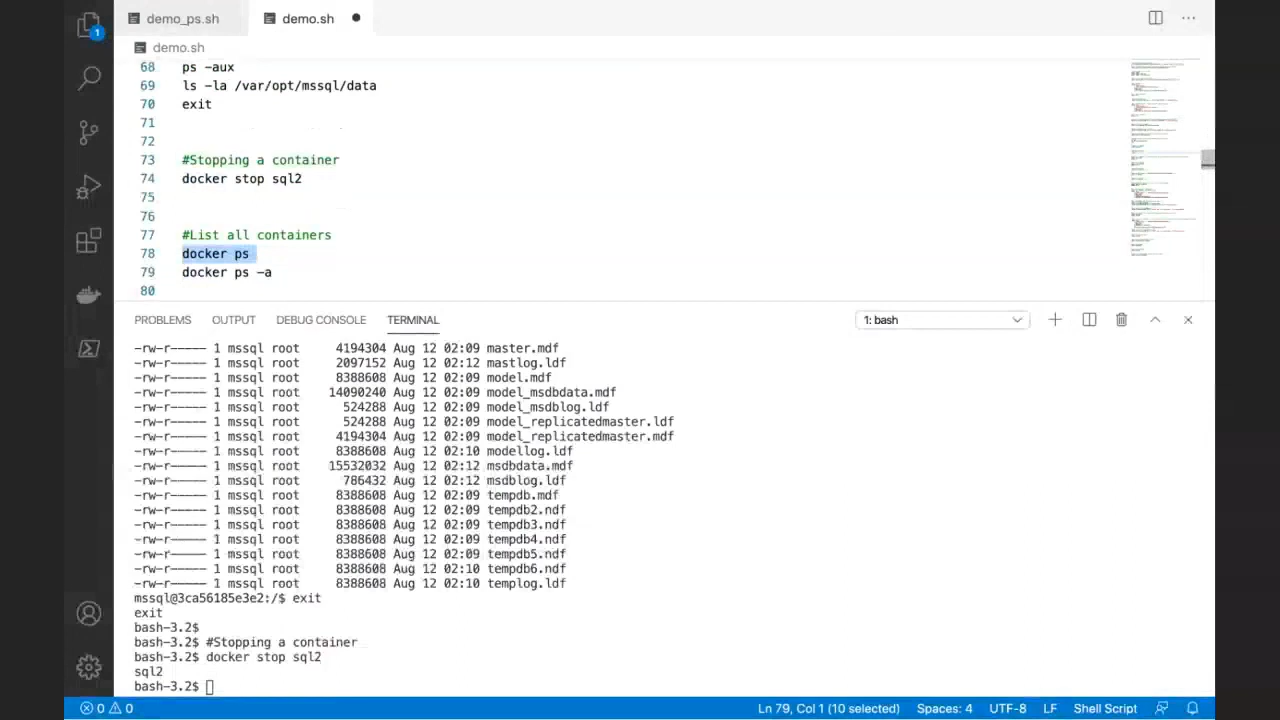 demo_ps.sh
demo.sh
1
demo.sh
68 ps -aux
69 ls -la /var/opt/mssql/data
70 exit
71
72
73 #Stopping a container
74 docker stop sql2
75
76
77 #List all containers
78 docker ps
79 docker ps -a
80
PROBLEMS OUTPUT DEBUG CONSOLE TERMINAL 1: bash
-rw-r----- 1 mssql root 4194304 Aug 12 02:09 master.mdf
-rw-r----- 1 mssql root 2097152 Aug 12 02:12 mastlog.ldf
-rw-r----- 1 mssql root 8388608 Aug 12 02:09 model.mdf
-rw-r----- 1 mssql root 14090240 Aug 12 02:09 model_msdbdata.mdf
-rw-r----- 1 mssql root 524288 Aug 12 02:09 model_msdblog.ldf
-rw-r----- 1 mssql root 524288 Aug 12 02:09 model_replicatedmaster.ldf
-rw-r----- 1 mssql root 4194304 Aug 12 02:09 model_replicatedmaster.mdf
-rw-r----- 1 mssql root 8388608 Aug 12 02:10 modellog.ldf
-rw-r----- 1 mssql root 15532032 Aug 12 02:12 msdbdata.mdf
-rw-r----- 1 mssql root 786432 Aug 12 02:12 msdblog.ldf
-rw-r----- 1 mssql root 8388608 Aug 12 02:09 tempdb.mdf
-rw-r----- 1 mssql root 8388608 Aug 12 02:09 tempdb2.ndf
-rw-r----- 1 mssql root 8388608 Aug 12 02:09 tempdb3.ndf
-rw-r----- 1 mssql root 8388608 Aug 12 02:09 tempdb4.ndf
-rw-r----- 1 mssql root 8388608 Aug 12 02:09 tempdb5.ndf
-rw-r----- 1 mssql root 8388608 Aug 12 02:10 tempdb6.ndf
-rw-r----- 1 mssql root 8388608 Aug 12 02:10 templog.ldf
mssql@3ca56185e3e2:/$ exit
exit
bash-3.2$
bash-3.2$ #Stopping a container
bash-3.2$ docker stop sql2
sql2
bash-3.2$
0 0 Ln 79, Col 1 (10 selected) Spaces: 4 UTF-8 LF Shell Script